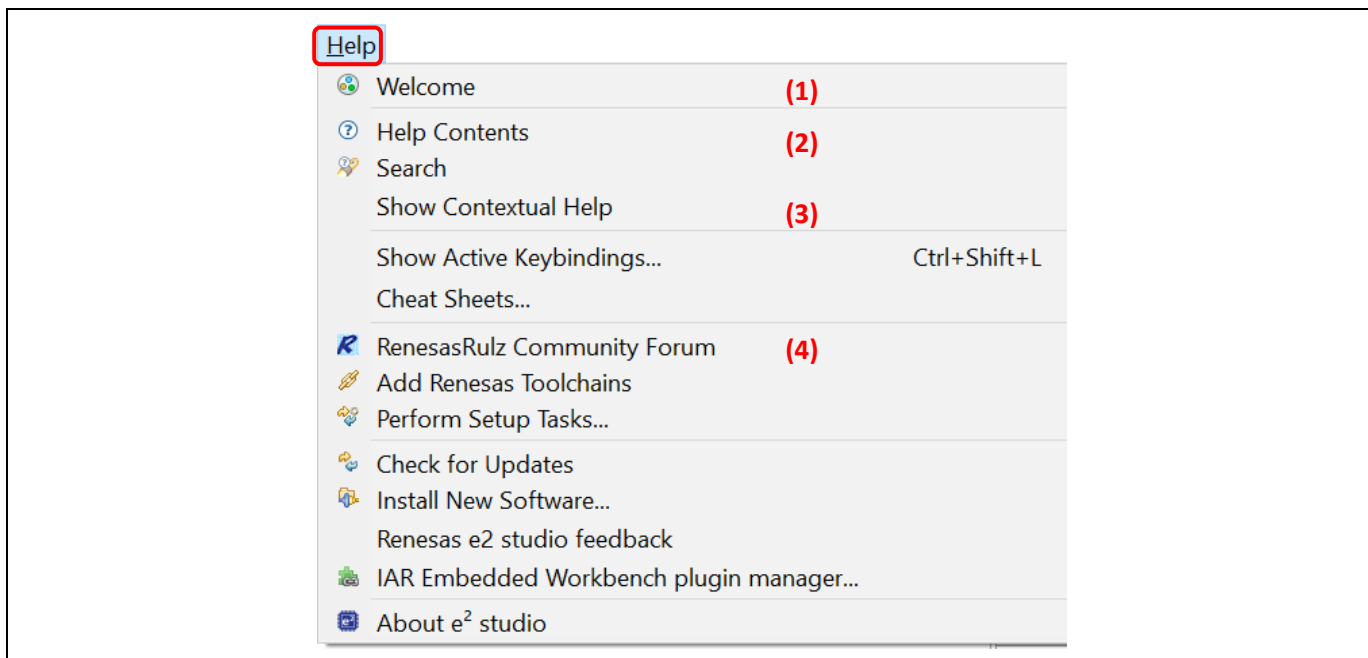 Help
Welcome (1)
Help Contents (2)
Search
Show Contextual Help (3)
Show Active Keybindings... Ctrl+Shift+L
Cheat Sheets...
RenesasRulz Community Forum (4)
Add Renesas Toolchains
Perform Setup Tasks...
Check for Updates
Install New Software...
Renesas e2 studio feedback
IAR Embedded Workbench plugin manager...
About e² studio